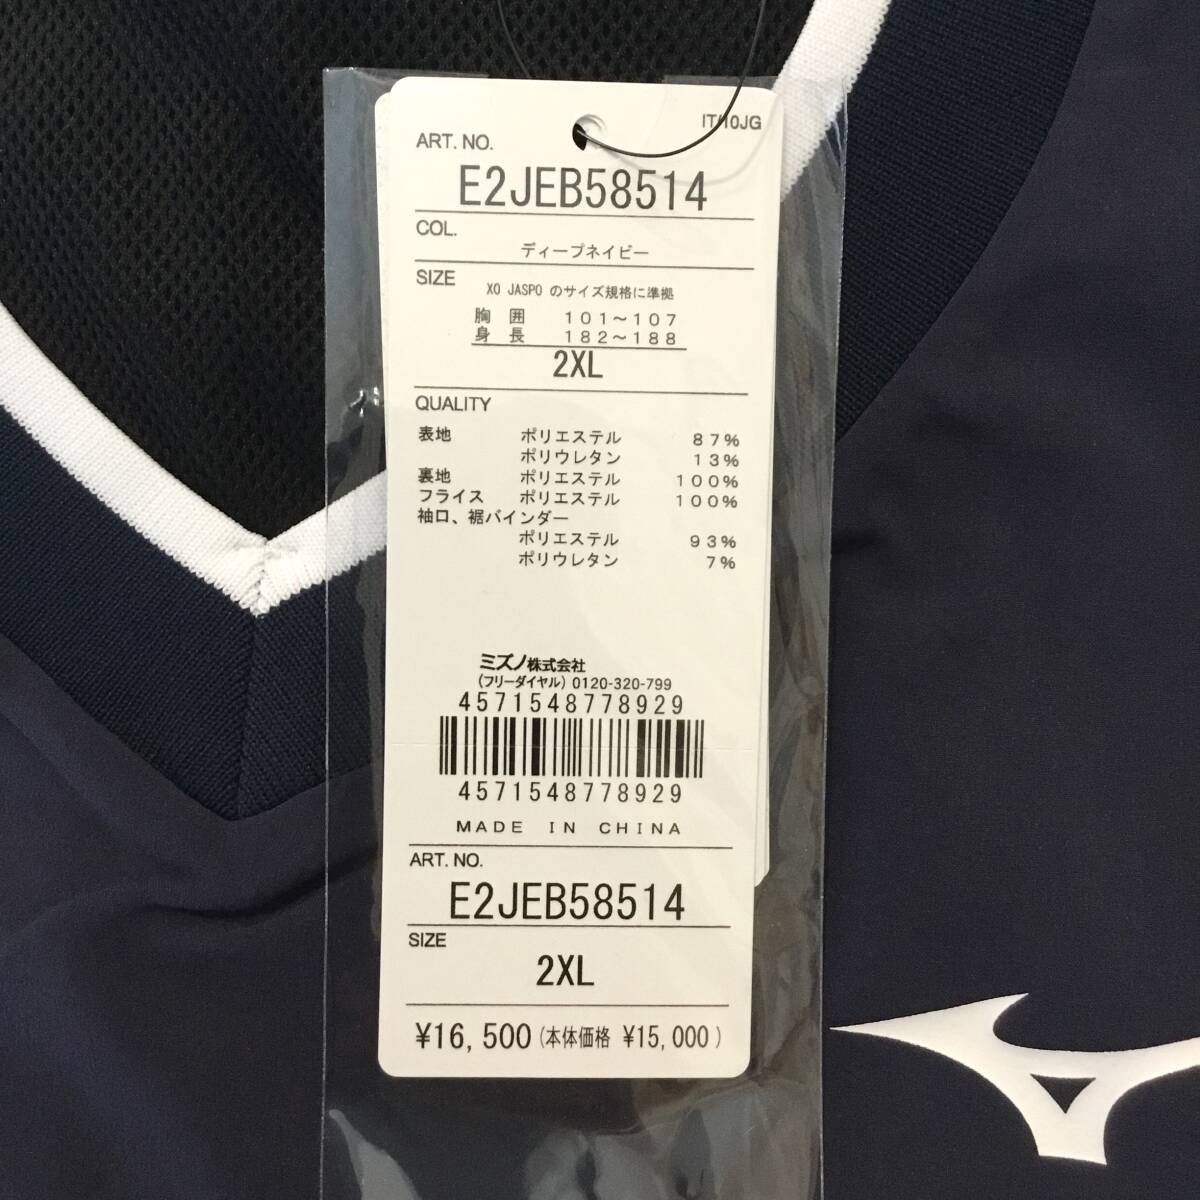 IT/10JG
ART. NO.
E2JEB58514
COL.
ディープネイビー
SIZE
XO JASPO のサイズ規格に準拠
胸 囲 101~107
身 長 182~188
2XL
QUALITY
表地 ポリエステル 87%
ポリウレタン 13%
裏地 ポリエステル 100%
フライス ポリエステル 100%
袖口、裾バインダー
ポリエステル 93%
ポリウレタン 7%
ミズノ株式会社
(フリーダイヤル) 0120-320-799
4571548778929
4571548778929
MADE IN CHINA
ART. NO.
E2JEB58514
SIZE
2XL
¥16,500 (本体価格 ¥15,000)